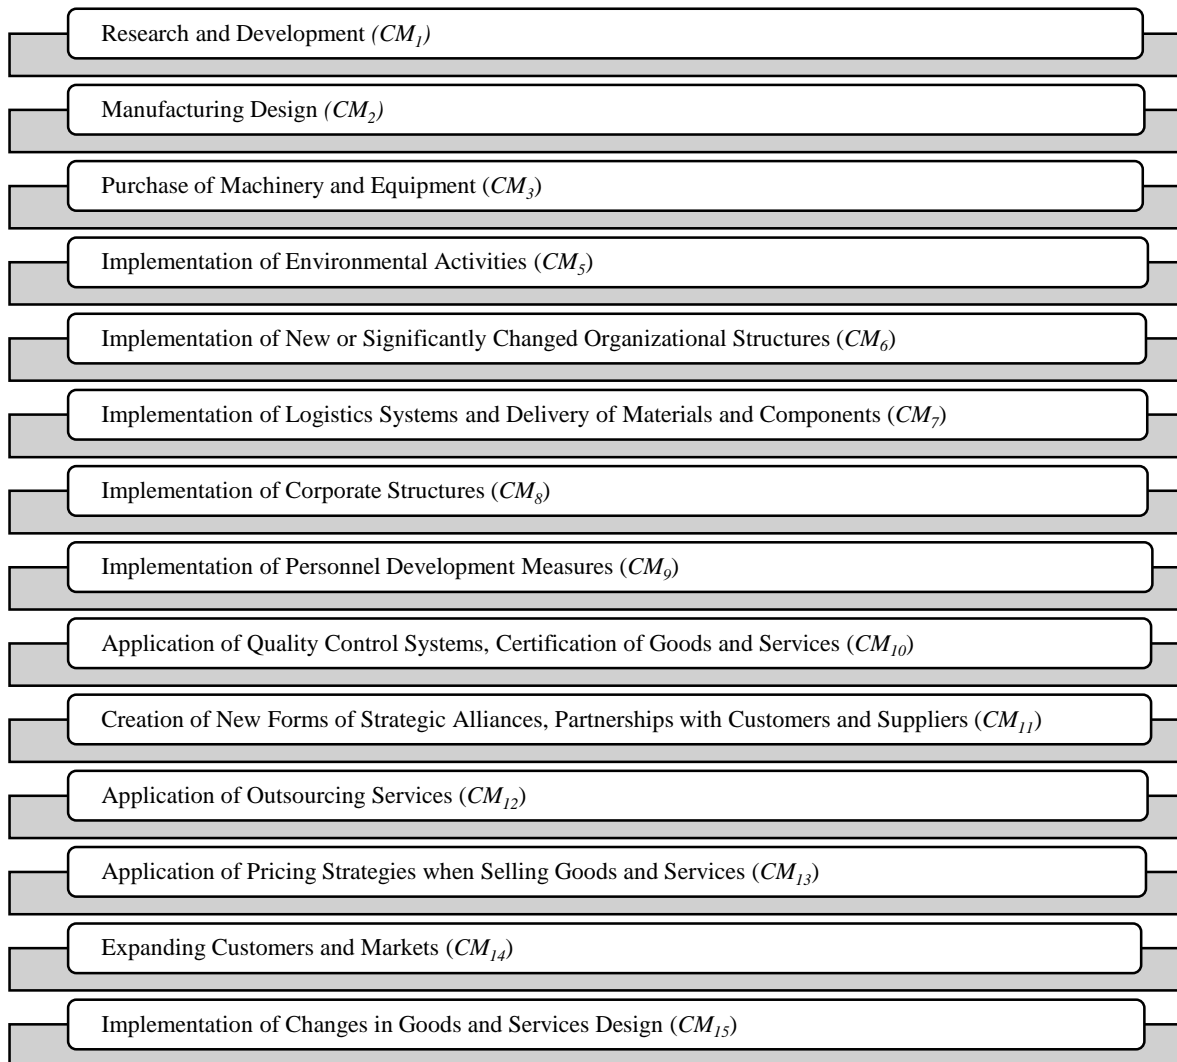 Research and Development (CM₁)
Manufacturing Design (CM₂)
Purchase of Machinery and Equipment (CM₃)
Implementation of Environmental Activities (CM₅)
Implementation of New or Significantly Changed Organizational Structures (CM₆)
Implementation of Logistics Systems and Delivery of Materials and Components (CM₇)
Implementation of Corporate Structures (CM₈)
Implementation of Personnel Development Measures (CM₉)
Application of Quality Control Systems, Certification of Goods and Services (CM₁₀)
Creation of New Forms of Strategic Alliances, Partnerships with Customers and Suppliers (CM₁₁)
Application of Outsourcing Services (CM₁₂)
Application of Pricing Strategies when Selling Goods and Services (CM₁₃)
Expanding Customers and Markets (CM₁₄)
Implementation of Changes in Goods and Services Design (CM₁₅)